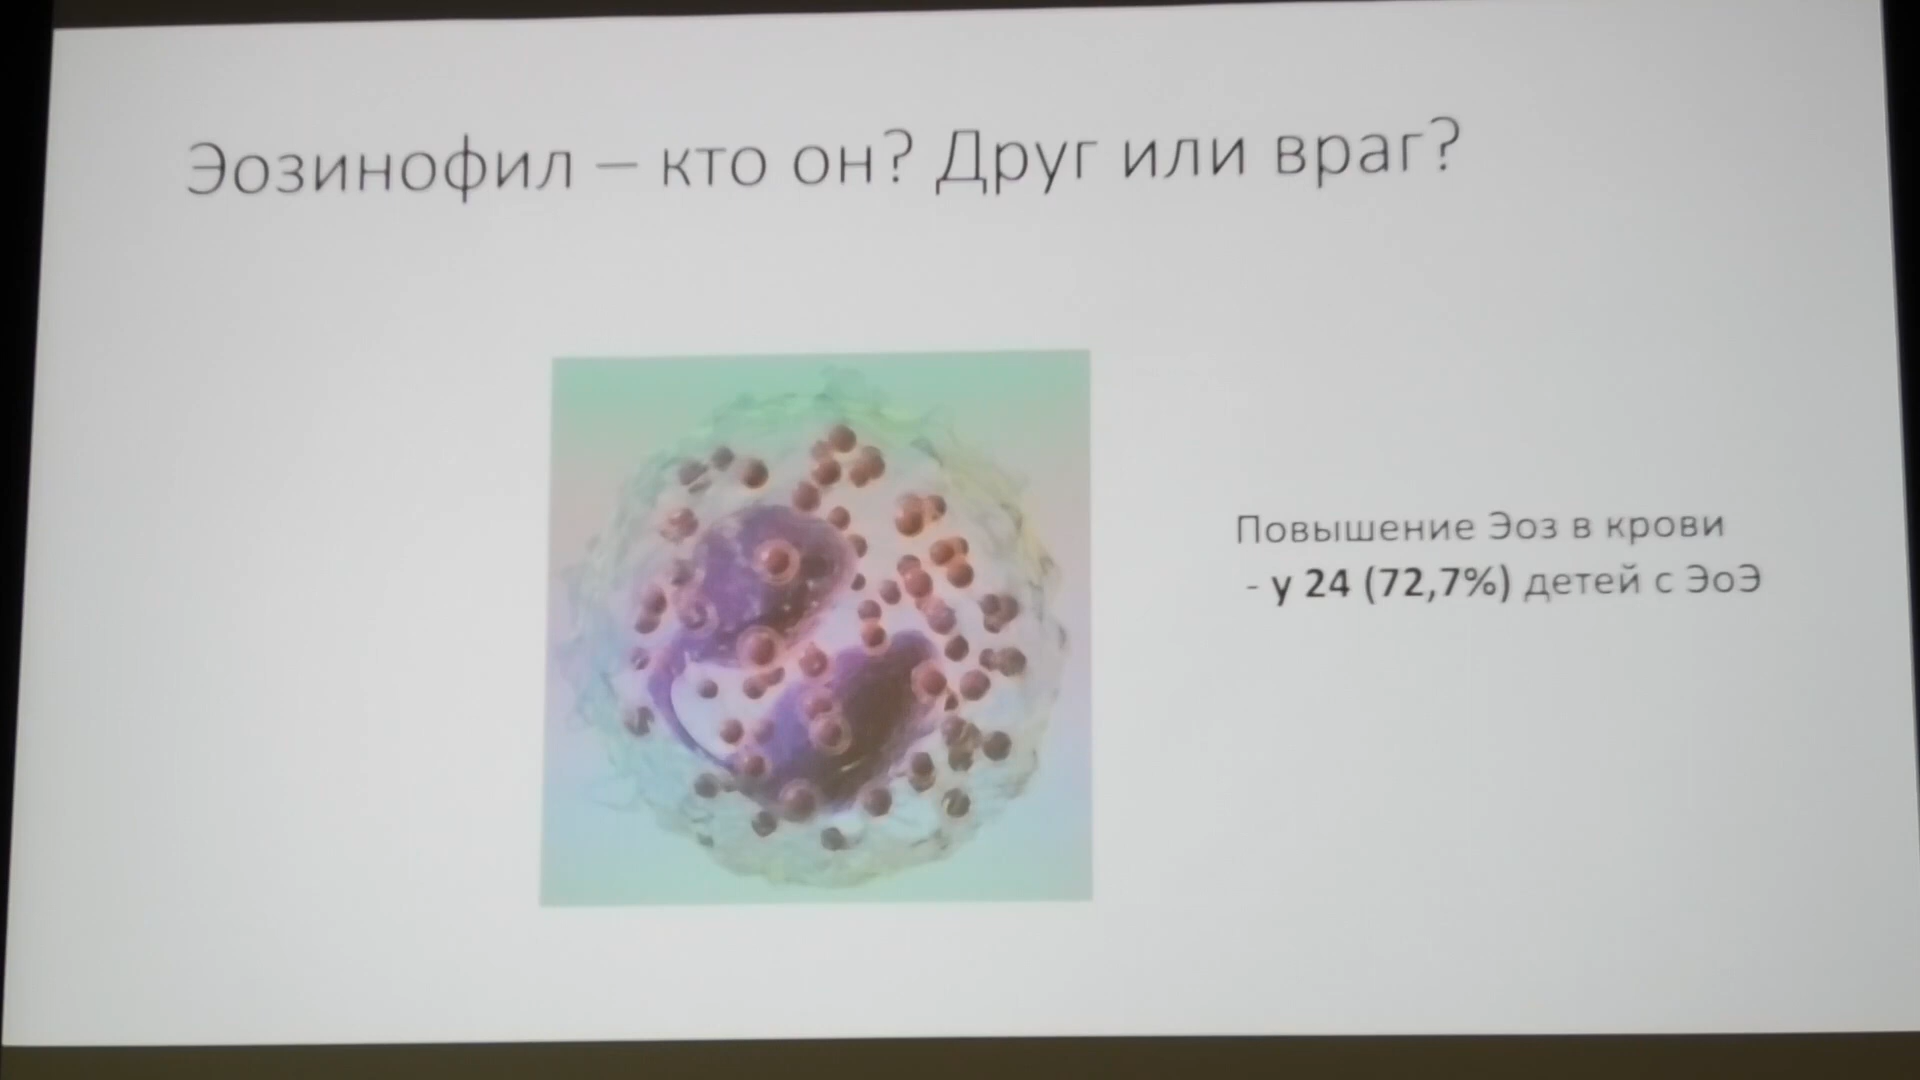 Эозинофил – кто он? Друг или враг?
Повышение Эоз в крови
- у 24 (72,7%) детей с ЭоЭ